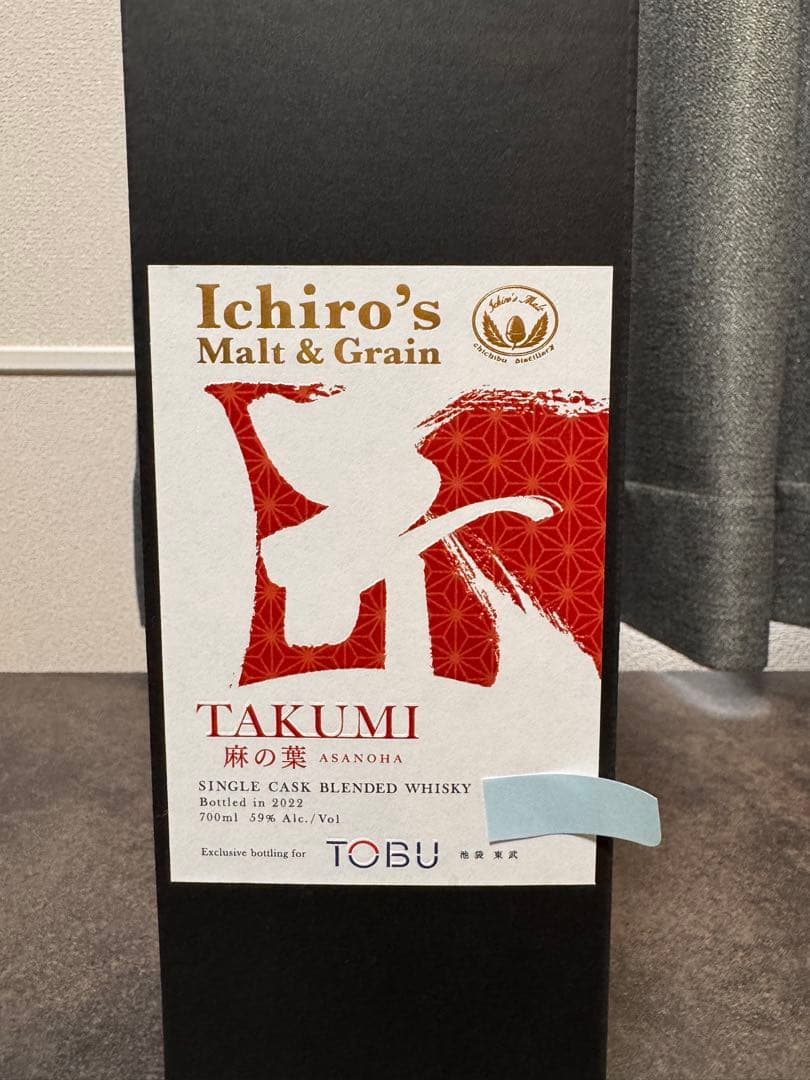 Ichiro's
Malt & Grain
Ichiro's Malt
Chichibu Distillery
匠
TAKUMI
麻の葉 ASANOHA
SINGLE CASK BLENDED WHISKY
Bottled in 2022
700ml 59% Alc./Vol
Exclusive bottling for TOBU 池袋 東武